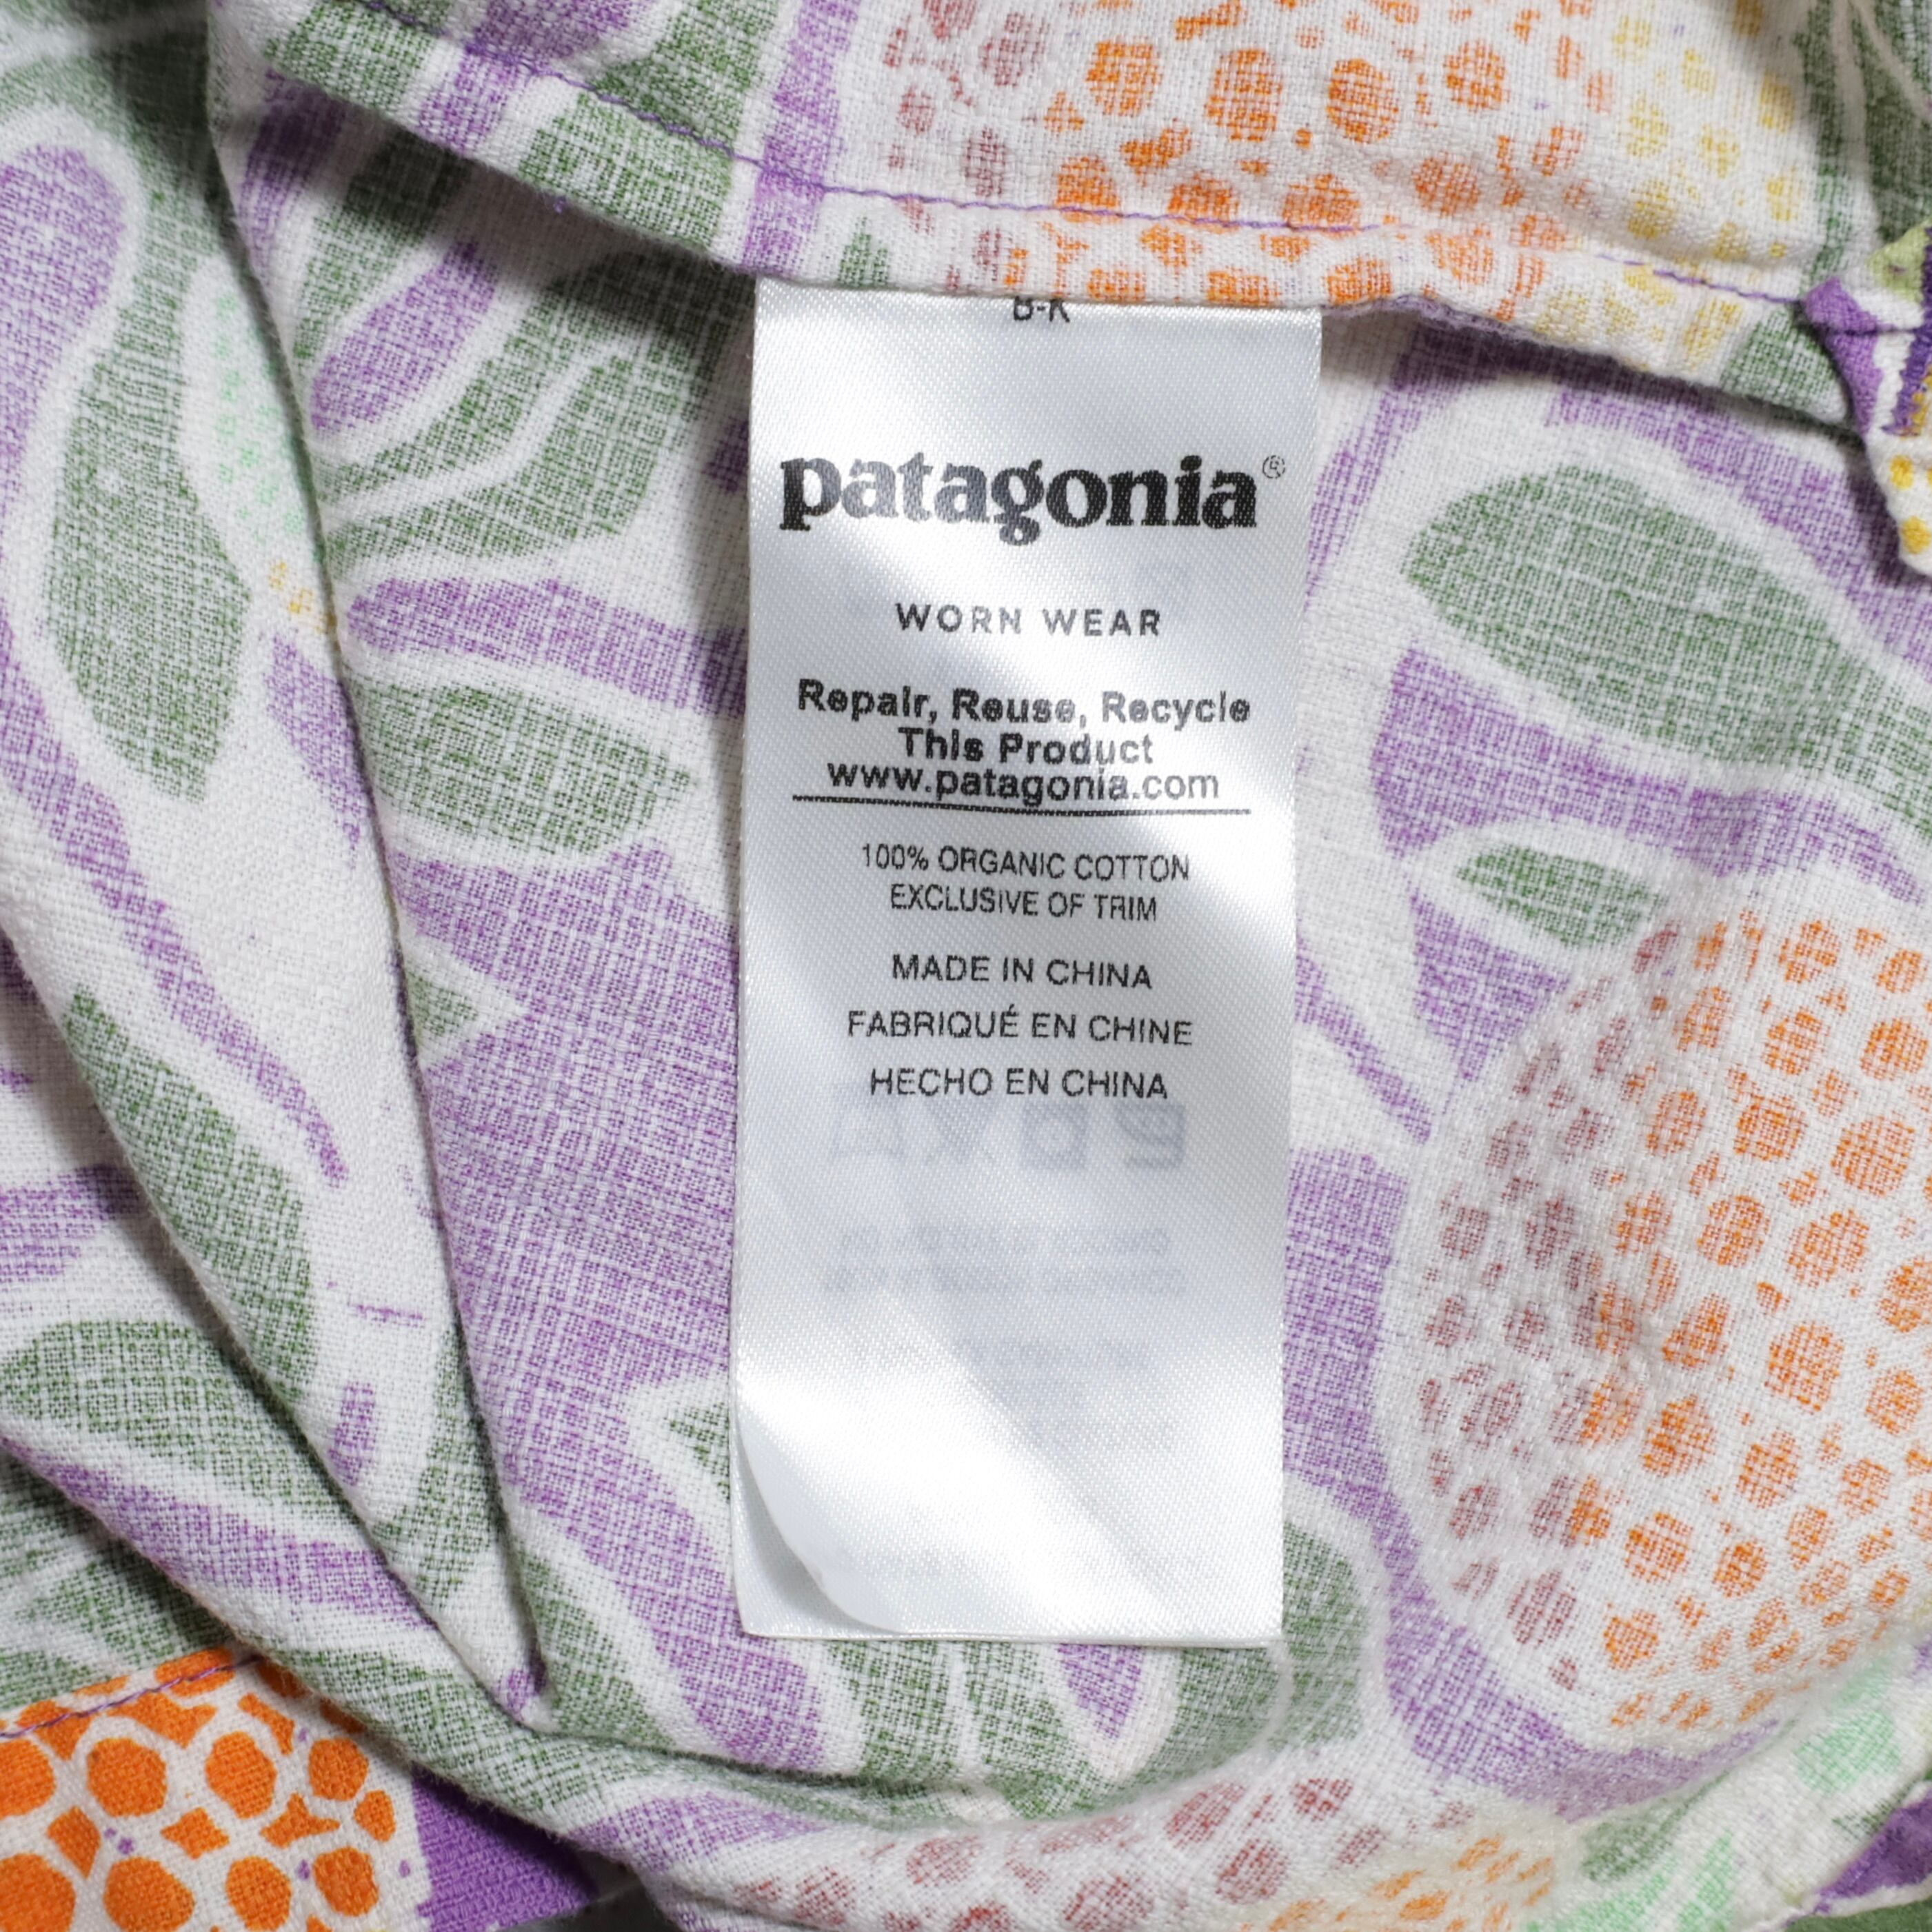 B-K
patagonia®
WORN WEAR
Repair, Reuse, Recycle
This Product
www.patagonia.com
100% ORGANIC COTTON
EXCLUSIVE OF TRIM
MADE IN CHINA
FABRIQUÉ EN CHINE
HECHO EN CHINA